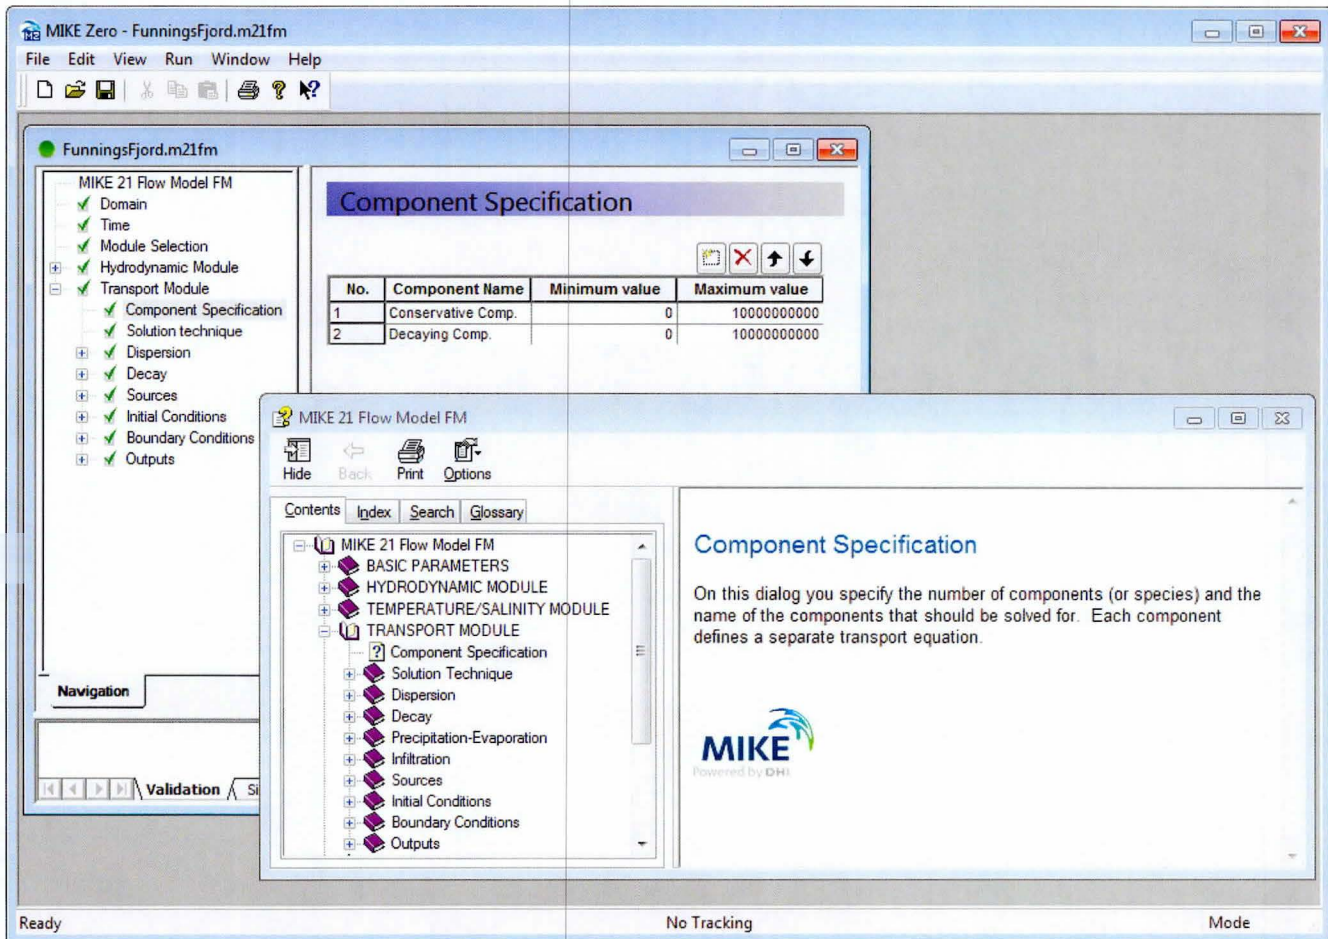 MIKE Zero - FunningsFjord.m21fm
File Edit View Run Window Help
FunningsFjord.m21fm
MIKE 21 Flow Model FM
Domain
Time
Module Selection
Hydrodynamic Module
Transport Module
Component Specification
Solution technique
Dispersion
Decay
Sources
Initial Conditions
Boundary Conditions
Outputs
Navigation
Validation Si
Component Specification
No. Component Name Minimum value Maximum value
1 Conservative Comp. 0 10000000000
2 Decaying Comp. 0 10000000000
MIKE 21 Flow Model FM
Hide Back Print Options
Contents Index Search Glossary
MIKE 21 Flow Model FM
BASIC PARAMETERS
HYDRODYNAMIC MODULE
TEMPERATURE/SALINITY MODULE
TRANSPORT MODULE
Component Specification
Solution Technique
Dispersion
Decay
Precipitation-Evaporation
Infiltration
Sources
Initial Conditions
Boundary Conditions
Outputs
Component Specification
On this dialog you specify the number of components (or species) and the
name of the components that should be solved for. Each component
defines a separate transport equation.
MIKE
Powered by DHI
Ready No Tracking Mode